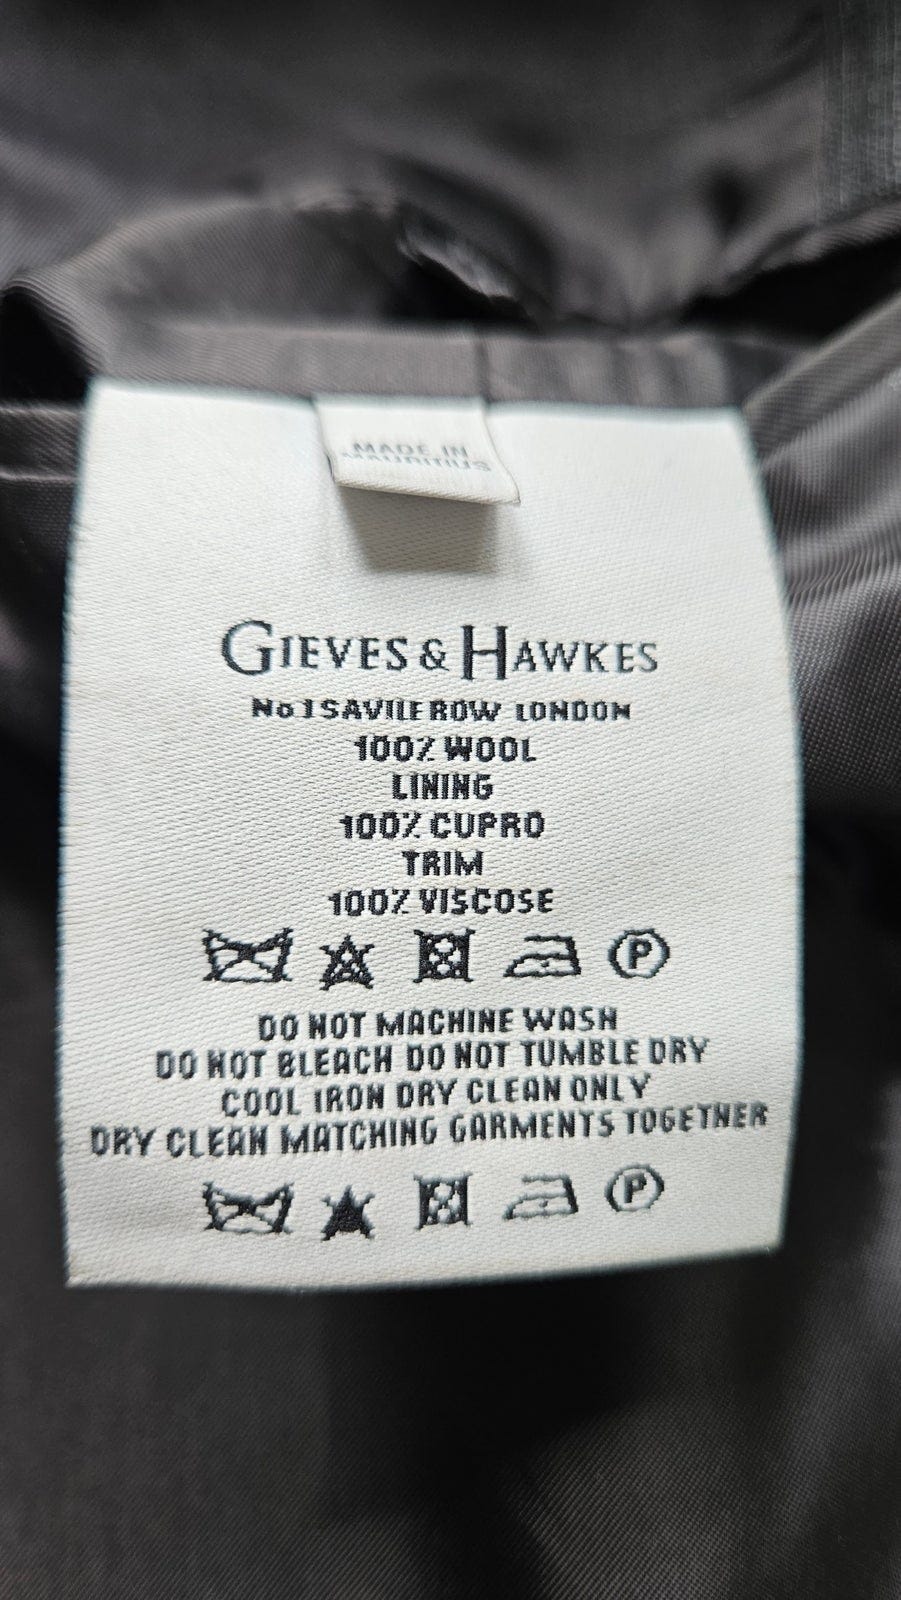 MADE IN
MAURITIUS
GIEVES & HAWKES
No 1 SAVILE ROW LONDON
100% WOOL
LINING
100% CUPRO
TRIM
100% VISCOSE
P
DO NOT MACHINE WASH
DO NOT BLEACH DO NOT TUMBLE DRY
COOL IRON DRY CLEAN ONLY
DRY CLEAN MATCHING GARMENTS TOGETHER
P